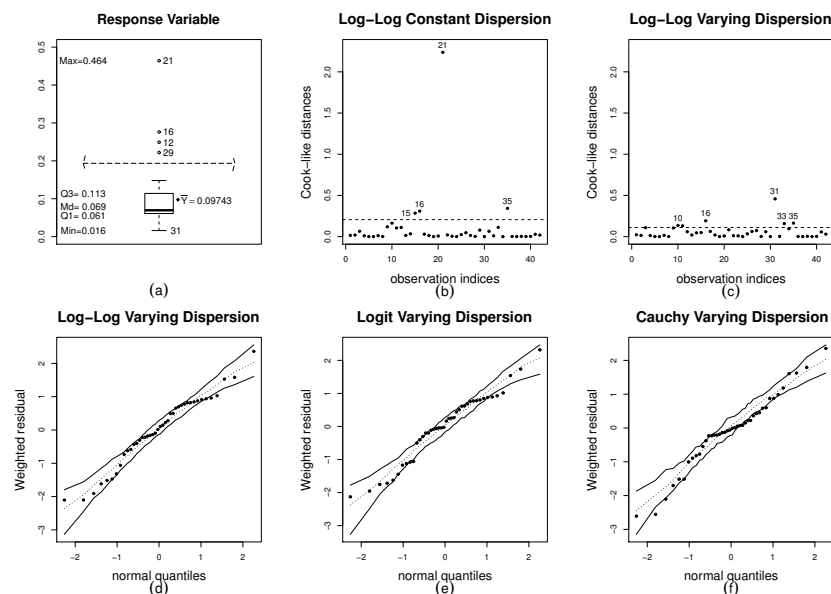 Response Variable
0.5
0.4
0.3
0.2
0.1
0.0
Max=0.464
21
16
12
29
Q3= 0.113
Md= 0.069
Q1= 0.061
Min=0.016
Y = 0.09743
31
(a)
Log−Log Constant Dispersion
Cook−like distances
2.0
1.5
1.0
0.5
0.0
21
15
16
35
0 10 20 30 40
observation indices
(b)
Log−Log Varying Dispersion
Cook−like distances
2.0
1.5
1.0
0.5
0.0
10
16
31
33 35
0 10 20 30 40
observation indices
(c)
Log−Log Varying Dispersion
Weighted residual
2
1
0
−1
−2
−3
−2 −1 0 1 2
normal quantiles
(d)
Logit Varying Dispersion
Weighted residual
2
1
0
−1
−2
−3
−2 −1 0 1 2
normal quantiles
(e)
Cauchy Varying Dispersion
Weighted residual
2
1
0
−1
−2
−3
−2 −1 0 1 2
normal quantiles
(f)